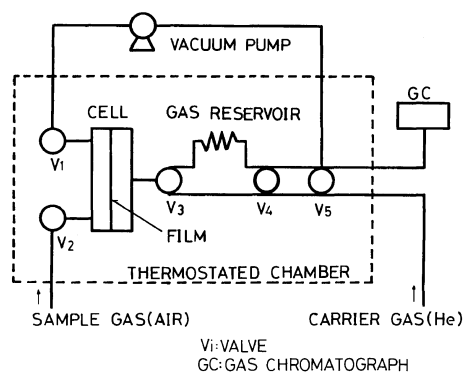 VACUUM PUMP
GC
CELL
GAS RESERVOIR
V1
V3
V4
V5
V2
FILM
THERMOSTATED CHAMBER
SAMPLE GAS(AIR)
CARRIER GAS(He)
Vi:VALVE
GC:GAS CHROMATOGRAPH